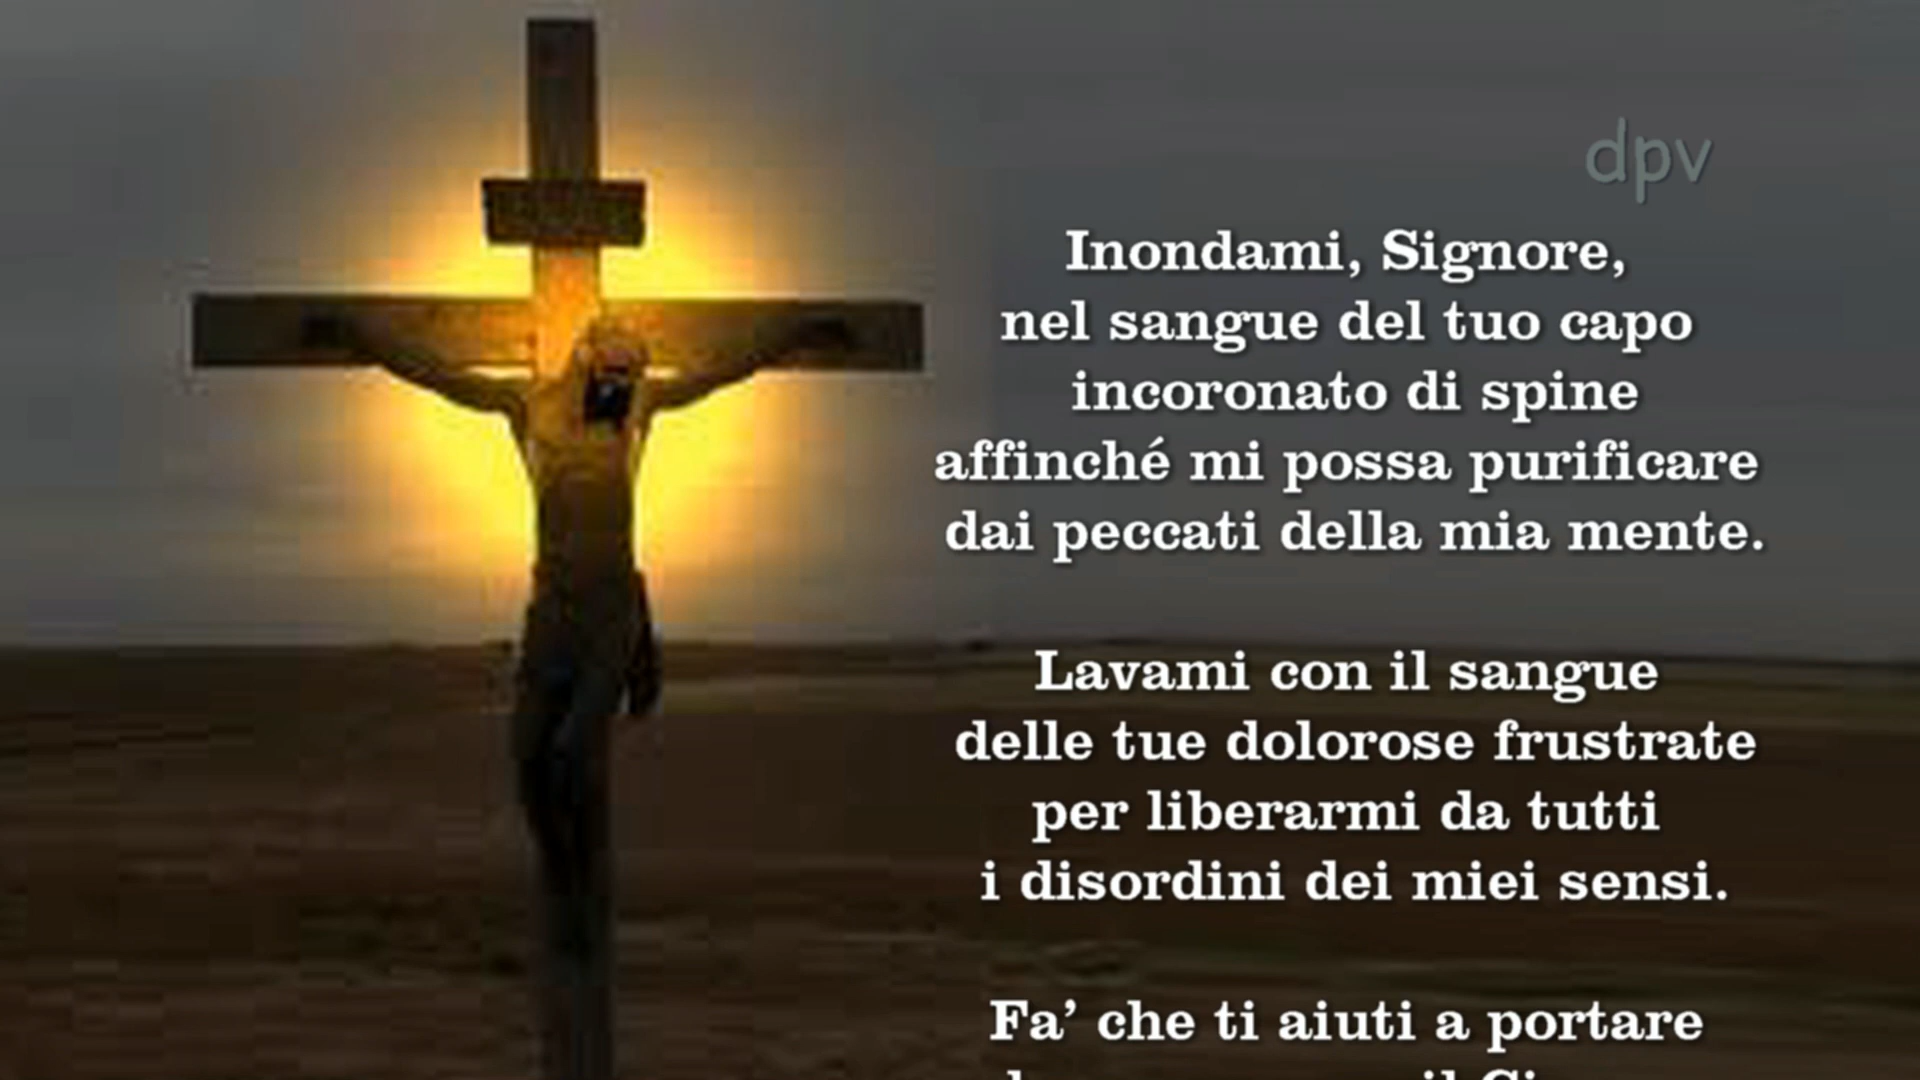 dpv
Inondami, Signore,
nel sangue del tuo capo
incoronato di spine
affinché mi possa purificare
dai peccati della mia mente.
Lavami con il sangue
delle tue dolorose frustrate
per liberarmi da tutti
i disordini dei miei sensi.
Fa’ che ti aiuti a portare